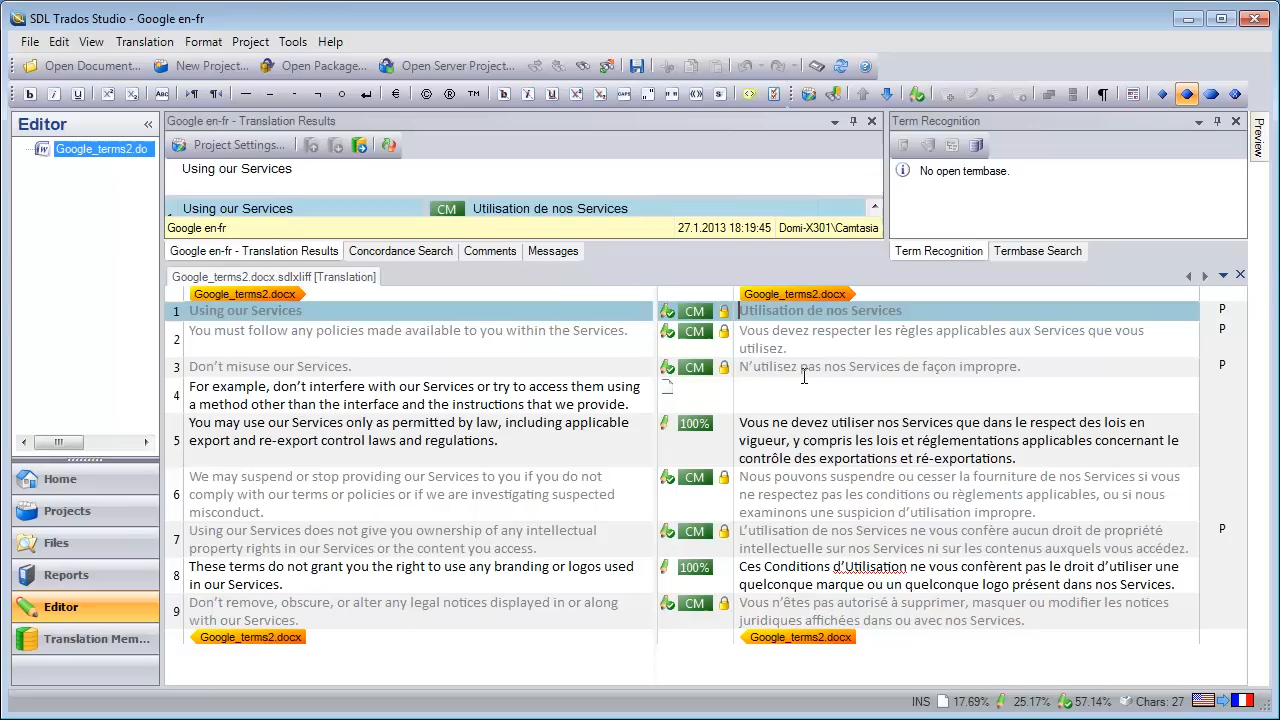 SDL Trados Studio - Google en-fr
File Edit View Translation Format Project Tools Help
Open Document... New Project... Open Package... Open Server Project...
Editor
Google_terms2.do
Google en-fr - Translation Results
Project Settings...
Using our Services
Using our Services CM Utilisation de nos Services
Google en-fr 27.1.2013 18:19:45 Domi-X301\Camtasia
Google en-fr - Translation Results Concordance Search Comments Messages
Term Recognition
No open termbase.
Term Recognition Termbase Search
Preview
Google_terms2.docx.sdlxliff [Translation]
Google_terms2.docx Google_terms2.docx
1 Using our Services CM Utilisation de nos Services P
2 You must follow any policies made available to you within the Services. CM Vous devez respecter les règles applicables aux Services que vous P
utilisez.
3 Don’t misuse our Services. CM N’utilisez pas nos Services de façon impropre. P
4 For example, don’t interfere with our Services or try to access them using
a method other than the interface and the instructions that we provide.
5 You may use our Services only as permitted by law, including applicable 100% Vous ne devez utiliser nos Services que dans le respect des lois en
export and re-export control laws and regulations. vigueur, y compris les lois et réglementations applicables concernant le
contrôle des exportations et ré-exportations.
6 We may suspend or stop providing our Services to you if you do not CM Nous pouvons suspendre ou cesser la fourniture de nos Services si vous
comply with our terms or policies or if we are investigating suspected ne respectez pas les conditions ou règlements applicables, ou si nous
misconduct. examinons une suspicion d’utilisation impropre.
7 Using our Services does not give you ownership of any intellectual CM L’utilisation de nos Services ne vous confère aucun droit de propriété P
property rights in our Services or the content you access. intellectuelle sur nos Services ni sur les contenus auxquels vous accédez.
8 These terms do not grant you the right to use any branding or logos used 100% Ces Conditions d’Utilisation ne vous confèrent pas le droit d’utiliser une
in our Services. quelconque marque ou un quelconque logo présent dans nos Services.
9 Don’t remove, obscure, or alter any legal notices displayed in or along CM Vous n’êtes pas autorisé à supprimer, masquer ou modifier les notices
with our Services. juridiques affichées dans ou avec nos Services.
Google_terms2.docx Google_terms2.docx
Home
Projects
Files
Reports
Editor
Translation Mem...
INS 17.69% 25.17% 57.14% Chars: 27